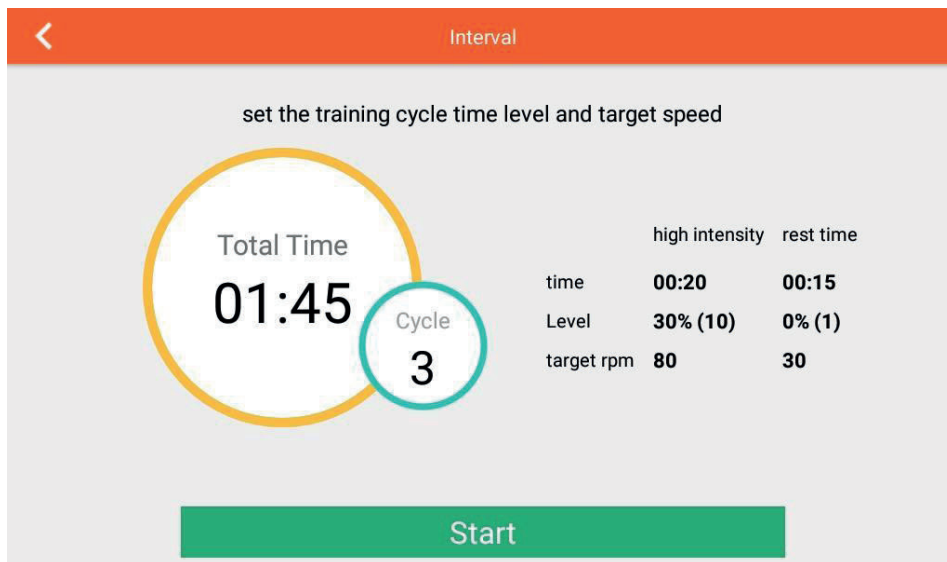 Interval
set the training cycle time level and target speed
Total Time
01:45
Cycle
3
high intensity rest time
time 00:20 00:15
Level 30% (10) 0% (1)
target rpm 80 30
Start